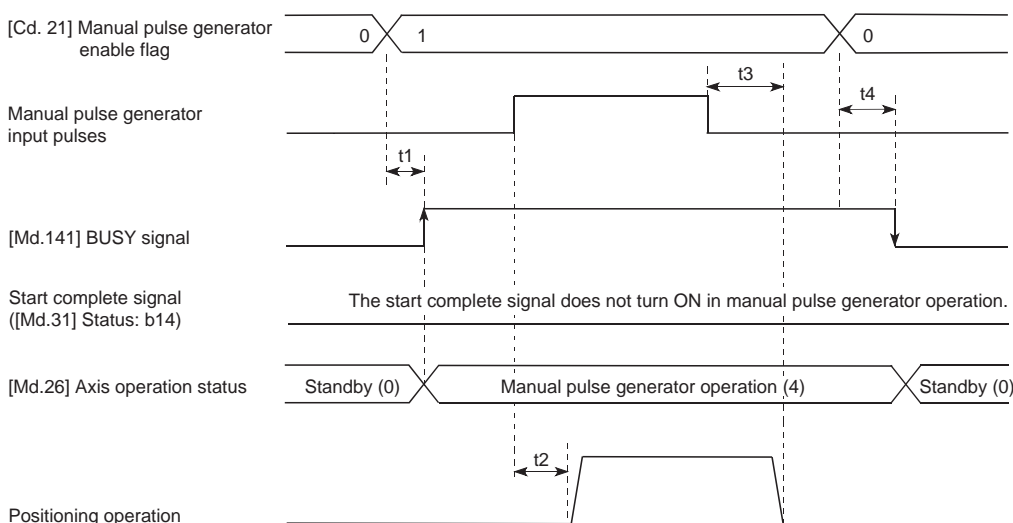 [Cd. 21] Manual pulse generator
enable flag
0 1 0
t3
t4
Manual pulse generator
input pulses
t1
[Md.141] BUSY signal
Start complete signal
([Md.31] Status: b14)
The start complete signal does not turn ON in manual pulse generator operation.
[Md.26] Axis operation status
Standby (0) Manual pulse generator operation (4) Standby (0)
t2
Positioning operation